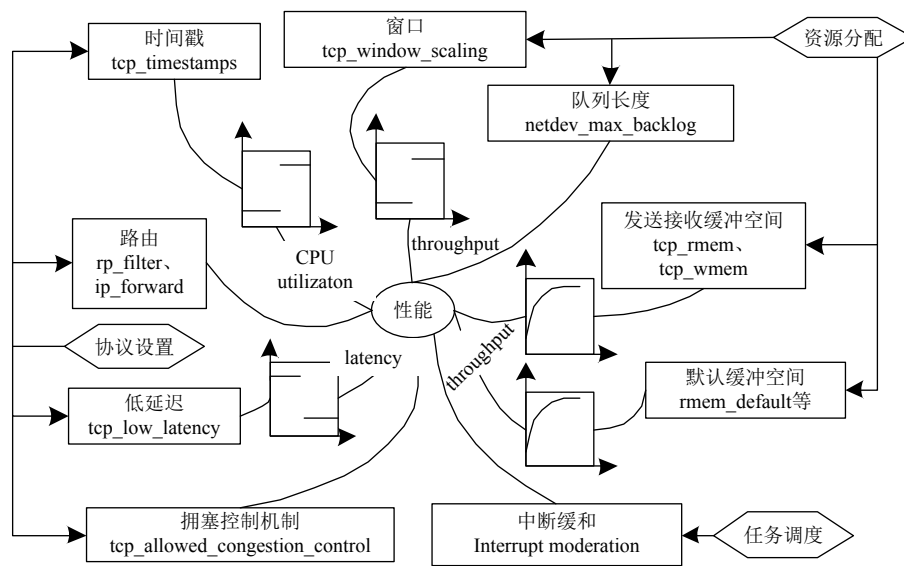 时间戳
tcp_timestamps
窗口
tcp_window_scaling
资源分配
队列长度
netdev_max_backlog
路由
rp_filter、
ip_forward
CPU
utilizaton
throughput
发送接收缓冲空间
tcp_rmem、
tcp_wmem
性能
协议设置
latency
throughput
低延迟
tcp_low_latency
默认缓冲空间
rmem_default等
拥塞控制机制
tcp_allowed_congestion_control
中断缓和
Interrupt moderation
任务调度